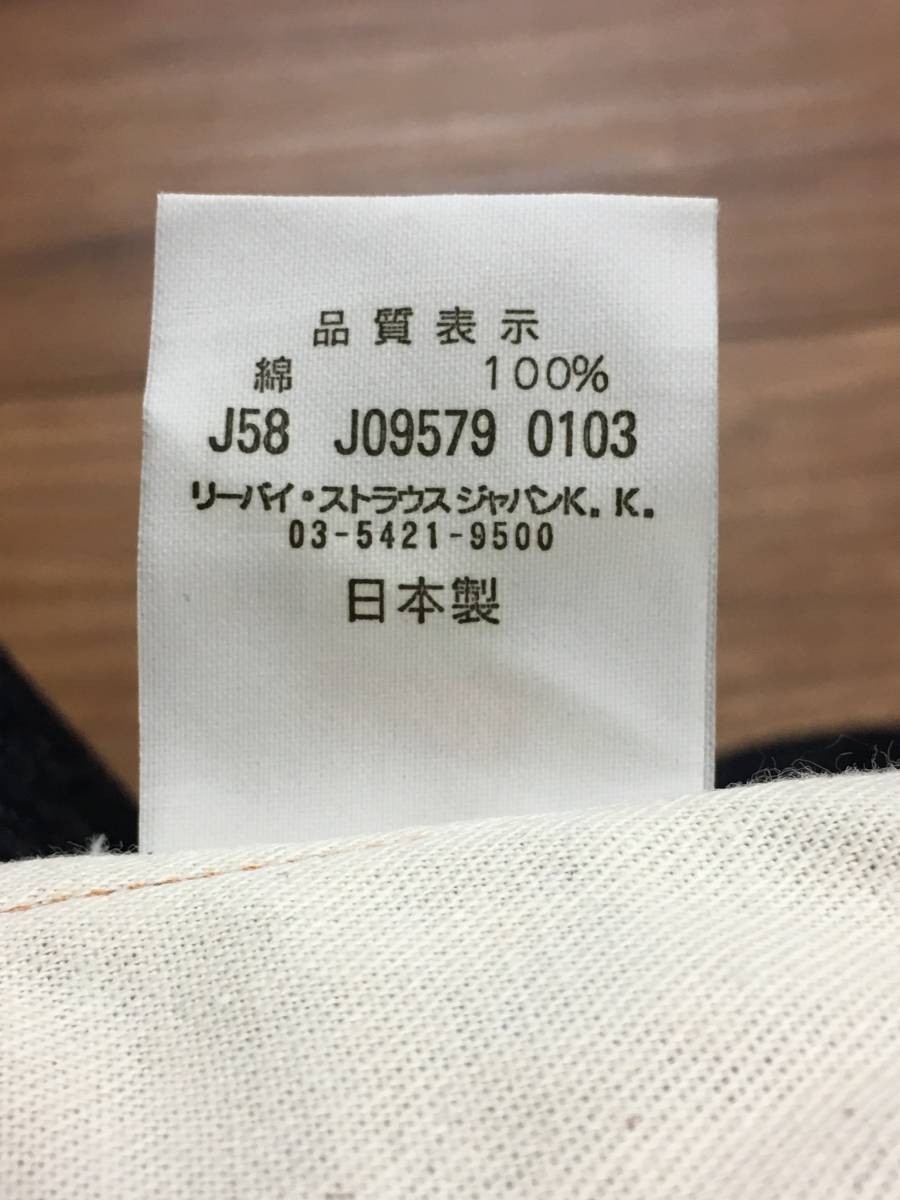 品質表示
綿 100%
J58 J09579 0103
リーバイ・ストラウスジャパンK.K.
03-5421-9500
日本製